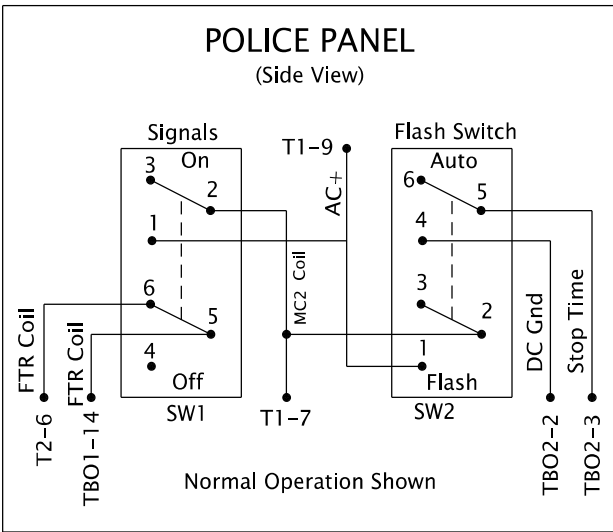 POLICE PANEL
(Side View)
Signals
On
3
2
1
6
5
4
Off
SW1
T1-9
AC+
MC2 Coil
T1-7
Flash Switch
Auto
6
5
4
3
2
1
Flash
SW2
FTR Coil
T2-6
FTR Coil
TBO1-14
DC Gnd
TBO2-2
Stop Time
TBO2-3
Normal Operation Shown